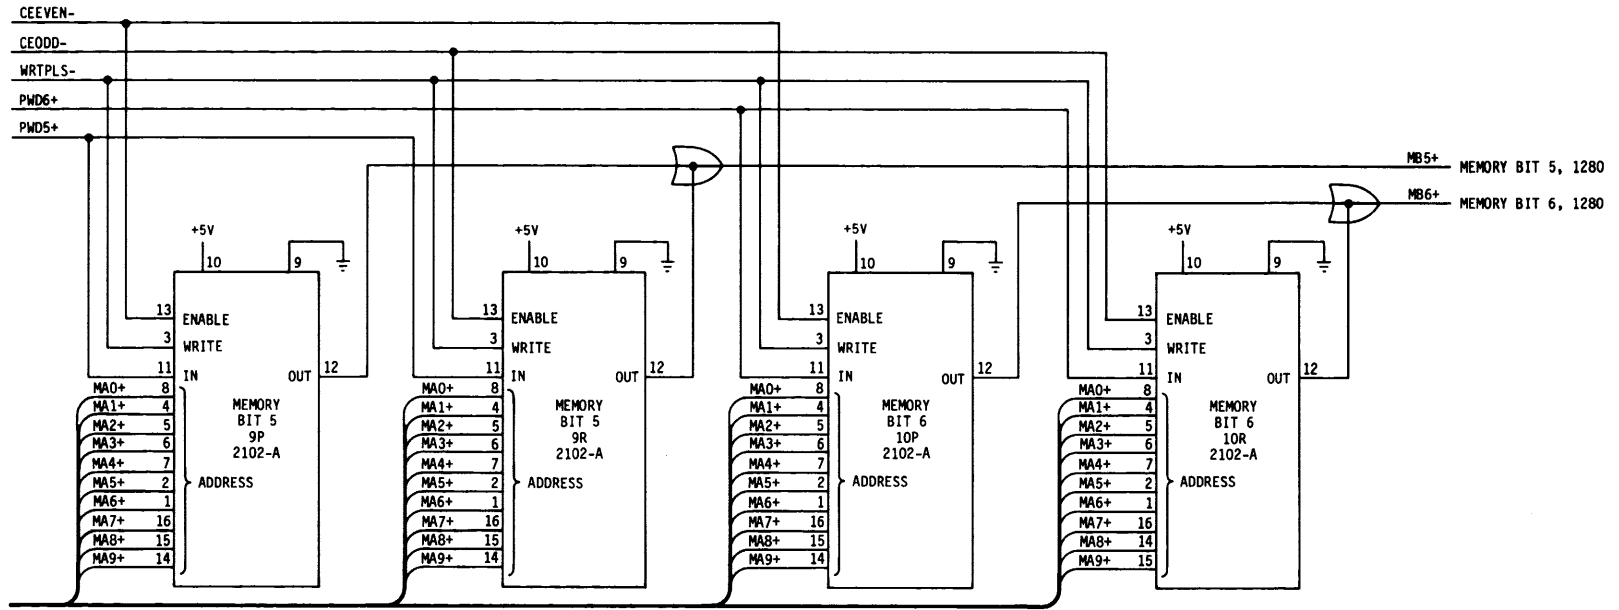 CEEVEN-
CEODD-
WRTPLS-
PWD6+
PWD5+
MB5+ MEMORY BIT 5, 1280
MB6+ MEMORY BIT 6, 1280
+5V
10 9
13 ENABLE
3 WRITE
11 IN
OUT 12
MA0+ 8
MA1+ 4
MA2+ 5
MA3+ 6
MA4+ 7
MA5+ 2
MA6+ 1
MA7+ 16
MA8+ 15
MA9+ 14
MEMORY
BIT 5
9P
2102-A
ADDRESS
+5V
10 9
13 ENABLE
3 WRITE
11 IN
OUT 12
MA0+ 8
MA1+ 4
MA2+ 5
MA3+ 6
MA4+ 7
MA5+ 2
MA6+ 1
MA7+ 16
MA8+ 15
MA9+ 14
MEMORY
BIT 5
9R
2102-A
ADDRESS
+5V
10 9
13 ENABLE
3 WRITE
11 IN
OUT 12
MA0+ 8
MA1+ 4
MA2+ 5
MA3+ 6
MA4+ 7
MA5+ 2
MA6+ 1
MA7+ 16
MA8+ 15
MA9+ 14
MEMORY
BIT 6
10P
2102-A
ADDRESS
+5V
10 9
13 ENABLE
3 WRITE
11 IN
OUT 12
MA0+ 8
MA1+ 4
MA2+ 5
MA3+ 6
MA4+ 7
MA5+ 2
MA6+ 1
MA7+ 16
MA8+ 14
MA9+ 15
MEMORY
BIT 6
10R
2102-A
ADDRESS